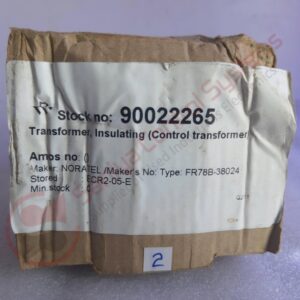 Stock no: 90022265
Transformer, Insulating (Control transformer)
Amos no: ()
Maker: NORATEL /Maker's No: Type: FR78B-38024
Stored ECR2-05-E
Min.stock 0
2